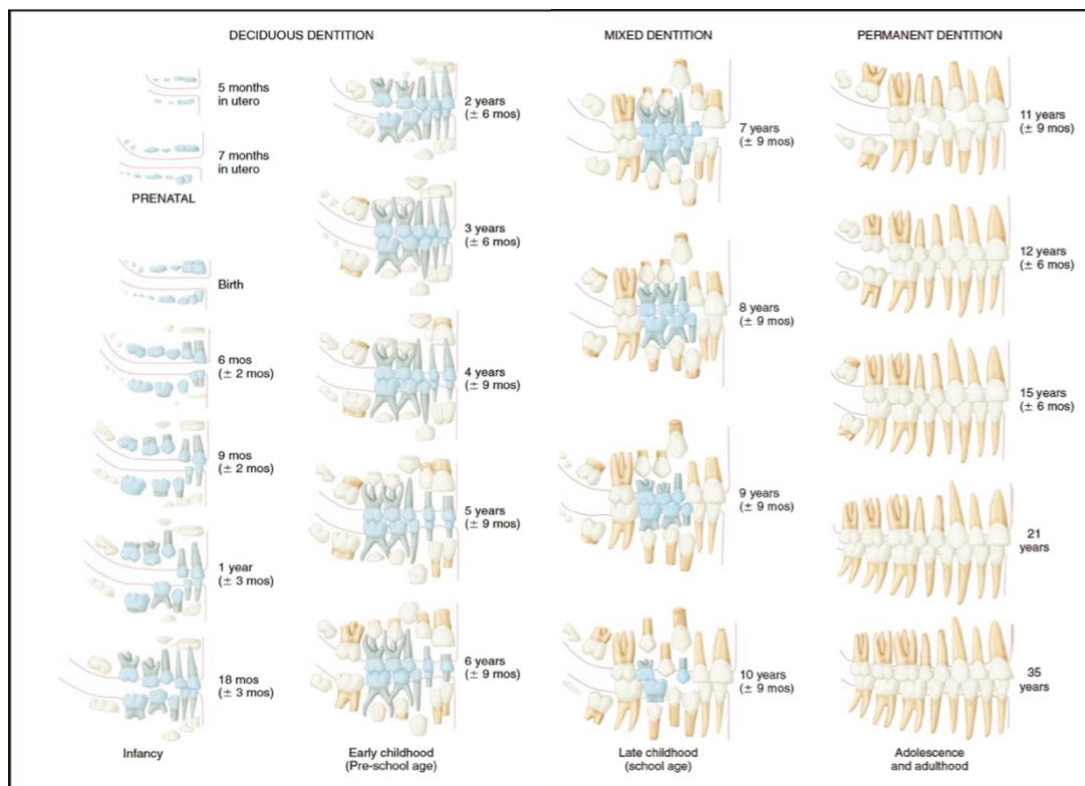 DECIDUOUS DENTITION
5 months
in utero
7 months
in utero
PRENATAL
Birth
6 mos
(± 2 mos)
9 mos
(± 2 mos)
1 year
(± 3 mos)
18 mos
(± 3 mos)
Infancy
2 years
(± 6 mos)
3 years
(± 6 mos)
4 years
(± 9 mos)
5 years
(± 9 mos)
6 years
(± 9 mos)
Early childhood
(Pre-school age)
MIXED DENTITION
7 years
(± 9 mos)
8 years
(± 9 mos)
9 years
(± 9 mos)
10 years
(± 9 mos)
Late childhood
(school age)
PERMANENT DENTITION
11 years
(± 9 mos)
12 years
(± 6 mos)
15 years
(± 6 mos)
21
years
35
years
Adolescence
and adulthood